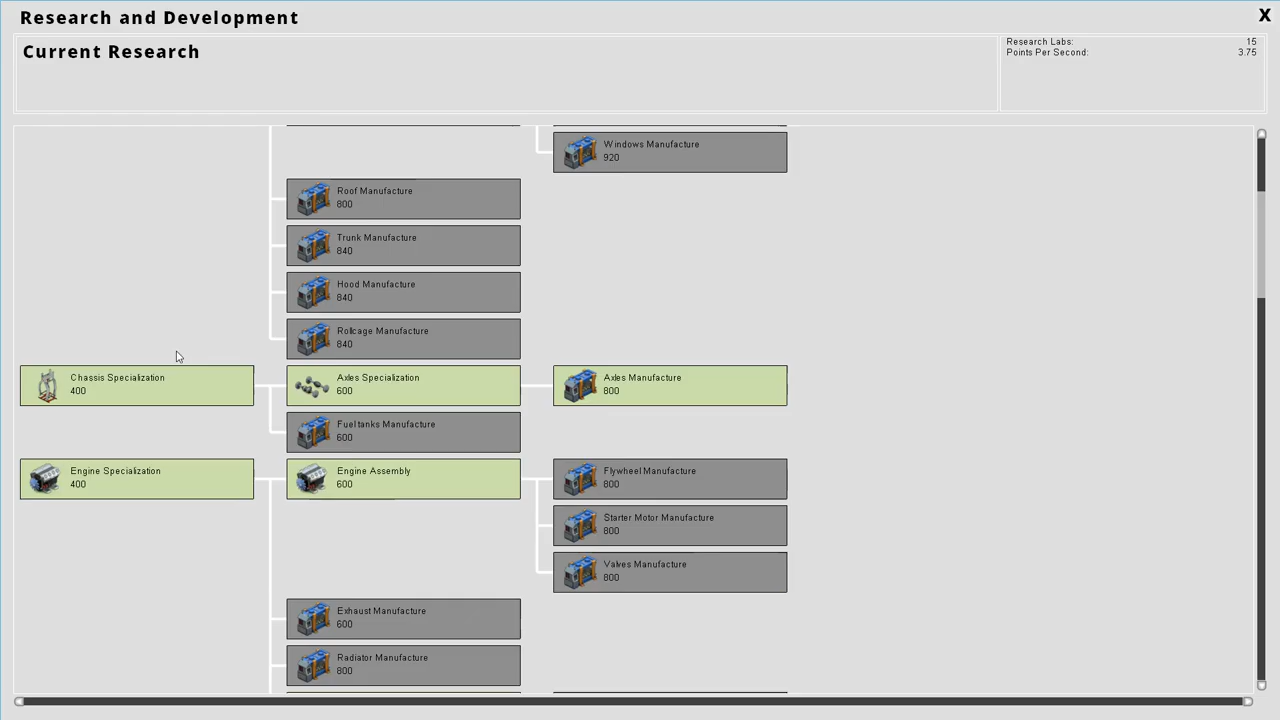 Research and Development
X
Current Research
Research Labs: 15
Points Per Second: 3.75
Windows Manufacture
920
Roof Manufacture
800
Trunk Manufacture
840
Hood Manufacture
840
Rollcage Manufacture
840
Chassis Specialization
400
Axles Specialization
600
Axles Manufacture
800
Fueltanks Manufacture
600
Engine Specialization
400
Engine Assembly
600
Flywheel Manufacture
800
Starter Motor Manufacture
800
Valves Manufacture
800
Exhaust Manufacture
600
Radiator Manufacture
800